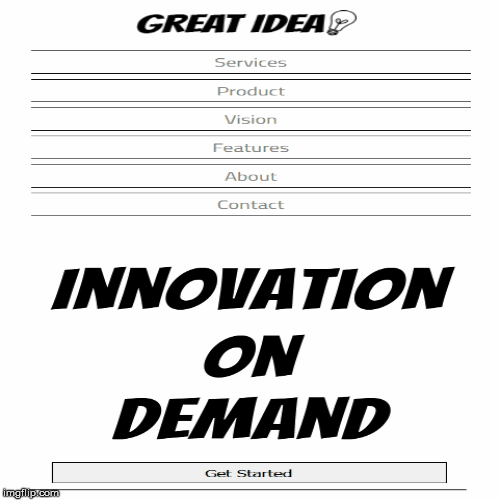 GREAT IDEA
Services
Product
Vision
Features
About
Contact
INNOVATION
ON
DEMAND
Get Started
imgflip.com